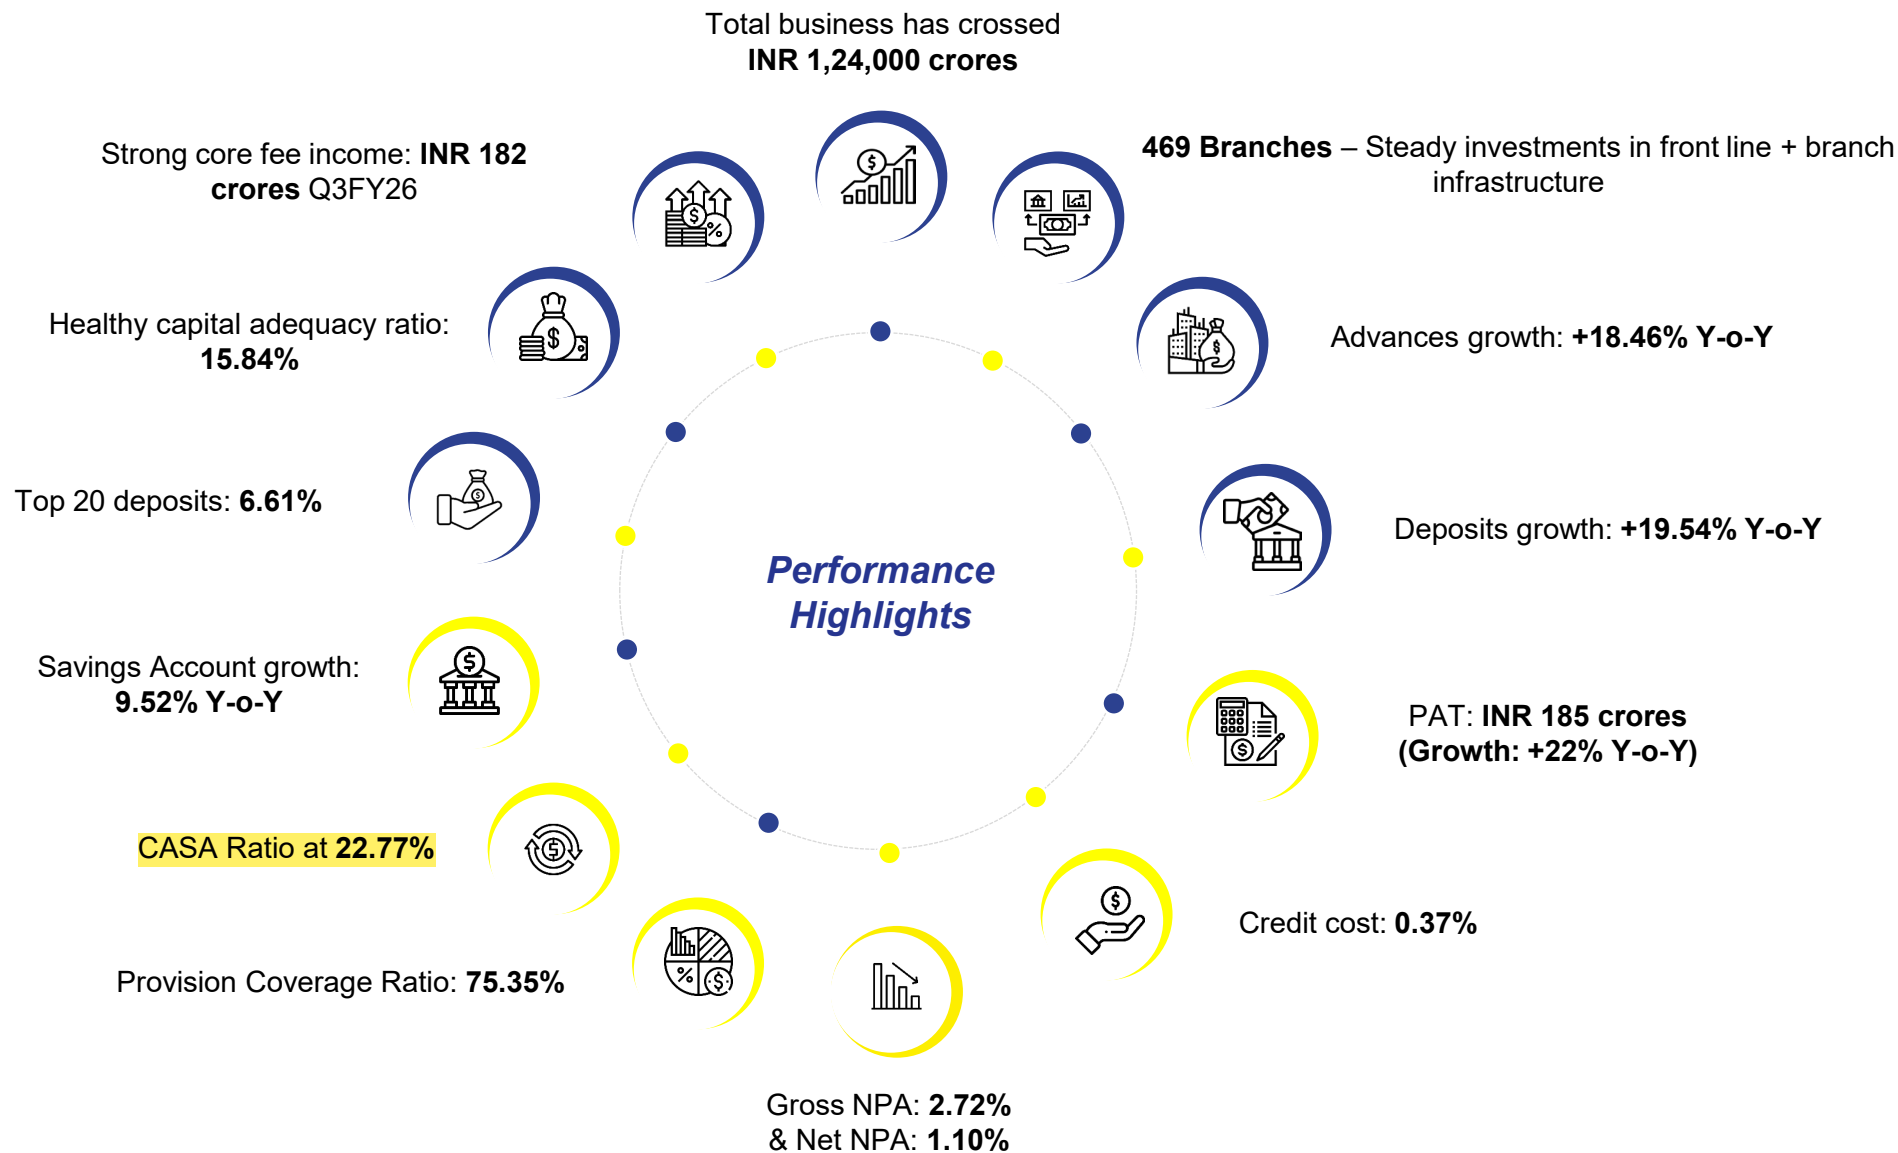 Total business has crossed
INR 1,24,000 crores
Strong core fee income: INR 182
crores Q3FY26
469 Branches – Steady investments in front line + branch
infrastructure
Healthy capital adequacy ratio:
15.84%
Advances growth: +18.46% Y-o-Y
Top 20 deposits: 6.61%
Deposits growth: +19.54% Y-o-Y
Performance
Highlights
Savings Account growth:
9.52% Y-o-Y
PAT: INR 185 crores
(Growth: +22% Y-o-Y)
CASA Ratio at 22.77%
Credit cost: 0.37%
Provision Coverage Ratio: 75.35%
Gross NPA: 2.72%
& Net NPA: 1.10%